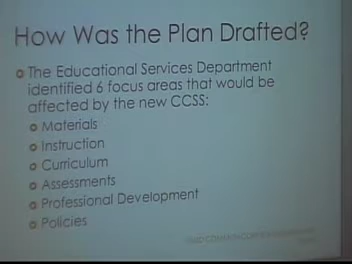 How Was the Plan Drafted?
The Educational Services Department
identified 6 focus areas that would be
affected by the new CCSS:
Materials
Instruction
Curriculum
Assessments
Professional Development
Policies